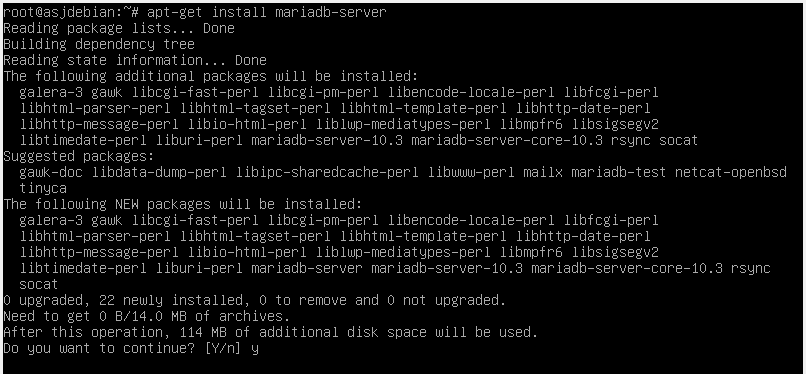 root@asjdebian:~# apt-get install mariadb-server
Reading package lists... Done
Building dependency tree
Reading state information... Done
The following additional packages will be installed:
  galera-3 gawk libcgi-fast-perl libcgi-pm-perl libencode-locale-perl libfcgi-perl
  libhtml-parser-perl libhtml-tagset-perl libhtml-template-perl libhttp-date-perl
  libhttp-message-perl libio-html-perl liblwp-mediatypes-perl libmpfr6 libsigsegv2
  libtimedate-perl liburi-perl mariadb-server-10.3 mariadb-server-core-10.3 rsync socat
Suggested packages:
  gawk-doc libdata-dump-perl libipc-sharedcache-perl libwww-perl mailx mariadb-test netcat-openbsd
  tinyca
The following NEW packages will be installed:
  galera-3 gawk libcgi-fast-perl libcgi-pm-perl libencode-locale-perl libfcgi-perl
  libhtml-parser-perl libhtml-tagset-perl libhtml-template-perl libhttp-date-perl
  libhttp-message-perl libio-html-perl liblwp-mediatypes-perl libmpfr6 libsigsegv2
  libtimedate-perl liburi-perl mariadb-server mariadb-server-10.3 mariadb-server-core-10.3 rsync
  socat
0 upgraded, 22 newly installed, 0 to remove and 0 not upgraded.
Need to get 0 B/14.0 MB of archives.
After this operation, 114 MB of additional disk space will be used.
Do you want to continue? [Y/n] y